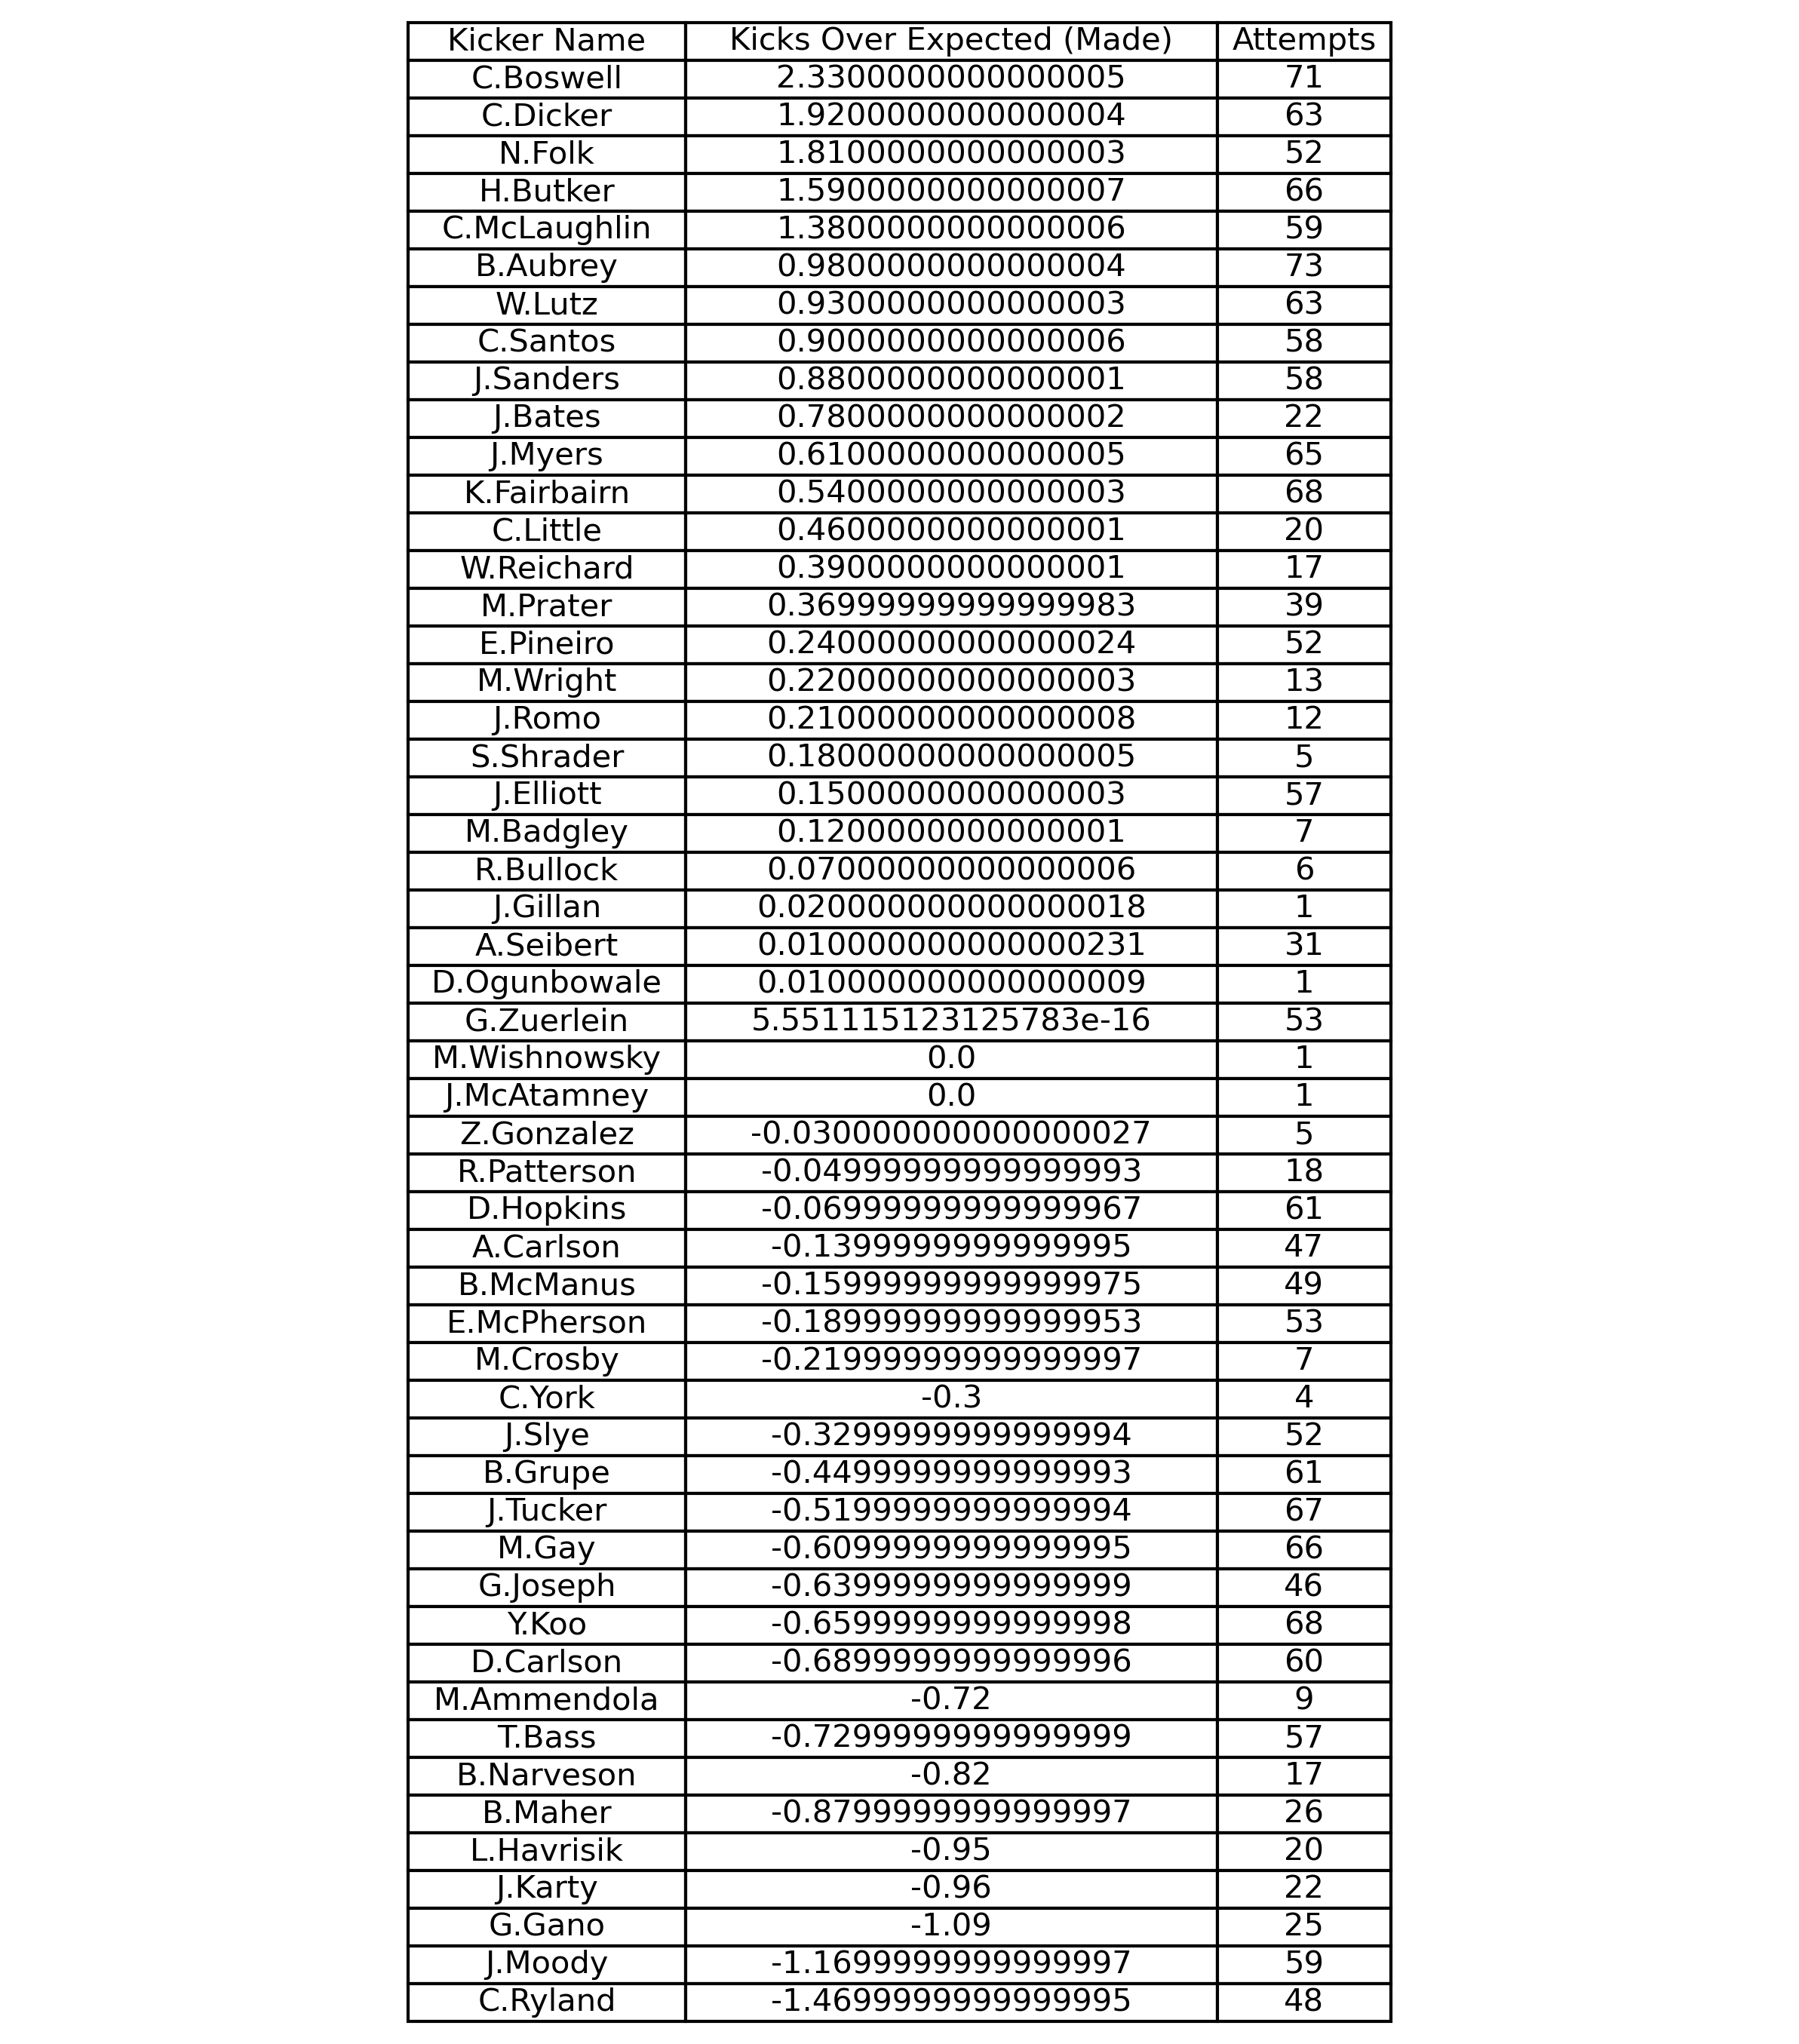 Kicker Name Kicks Over Expected (Made) Attempts
C.Boswell 2.3300000000000005 71
C.Dicker 1.9200000000000004 63
N.Folk 1.8100000000000003 52
H.Butker 1.5900000000000007 66
C.McLaughlin 1.3800000000000006 59
B.Aubrey 0.9800000000000004 73
W.Lutz 0.9300000000000003 63
C.Santos 0.9000000000000006 58
J.Sanders 0.8800000000000001 58
J.Bates 0.7800000000000002 22
J.Myers 0.6100000000000005 65
K.Fairbairn 0.5400000000000003 68
C.Little 0.4600000000000001 20
W.Reichard 0.3900000000000001 17
M.Prater 0.36999999999999983 39
E.Pineiro 0.24000000000000024 52
M.Wright 0.22000000000000003 13
J.Romo 0.21000000000000008 12
S.Shrader 0.18000000000000005 5
J.Elliott 0.1500000000000003 57
M.Badgley 0.1200000000000001 7
R.Bullock 0.07000000000000006 6
J.Gillan 0.020000000000000018 1
A.Seibert 0.010000000000000231 31
D.Ogunbowale 0.010000000000000009 1
G.Zuerlein 5.551115123125783e-16 53
M.Wishnowsky 0.0 1
J.McAtamney 0.0 1
Z.Gonzalez -0.030000000000000027 5
R.Patterson -0.04999999999999993 18
D.Hopkins -0.06999999999999967 61
A.Carlson -0.1399999999999995 47
B.McManus -0.15999999999999975 49
E.McPherson -0.18999999999999953 53
M.Crosby -0.21999999999999997 7
C.York -0.3 4
J.Slye -0.3299999999999994 52
B.Grupe -0.4499999999999993 61
J.Tucker -0.5199999999999994 67
M.Gay -0.6099999999999995 66
G.Joseph -0.6399999999999999 46
Y.Koo -0.6599999999999998 68
D.Carlson -0.6899999999999996 60
M.Ammendola -0.72 9
T.Bass -0.7299999999999999 57
B.Narveson -0.82 17
B.Maher -0.8799999999999997 26
L.Havrisik -0.95 20
J.Karty -0.96 22
G.Gano -1.09 25
J.Moody -1.1699999999999997 59
C.Ryland -1.4699999999999995 48